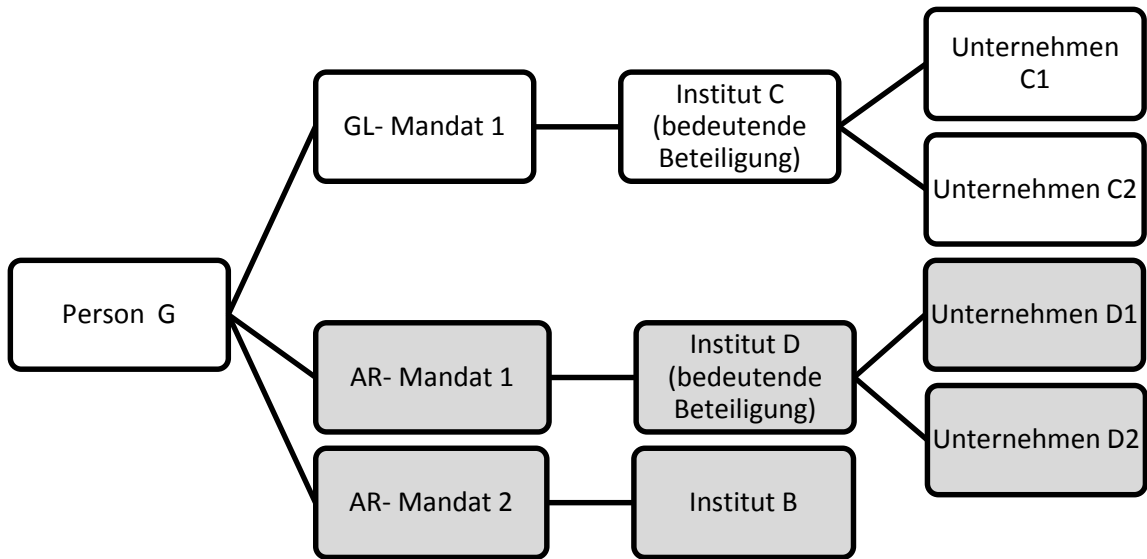 Person  G
GL- Mandat 1
Institut C
(bedeutende
Beteiligung)
Unternehmen
C1
Unternehmen C2
AR- Mandat 1
Institut D
(bedeutende
Beteiligung)
Unternehmen D1
Unternehmen D2
AR- Mandat 2
Institut B